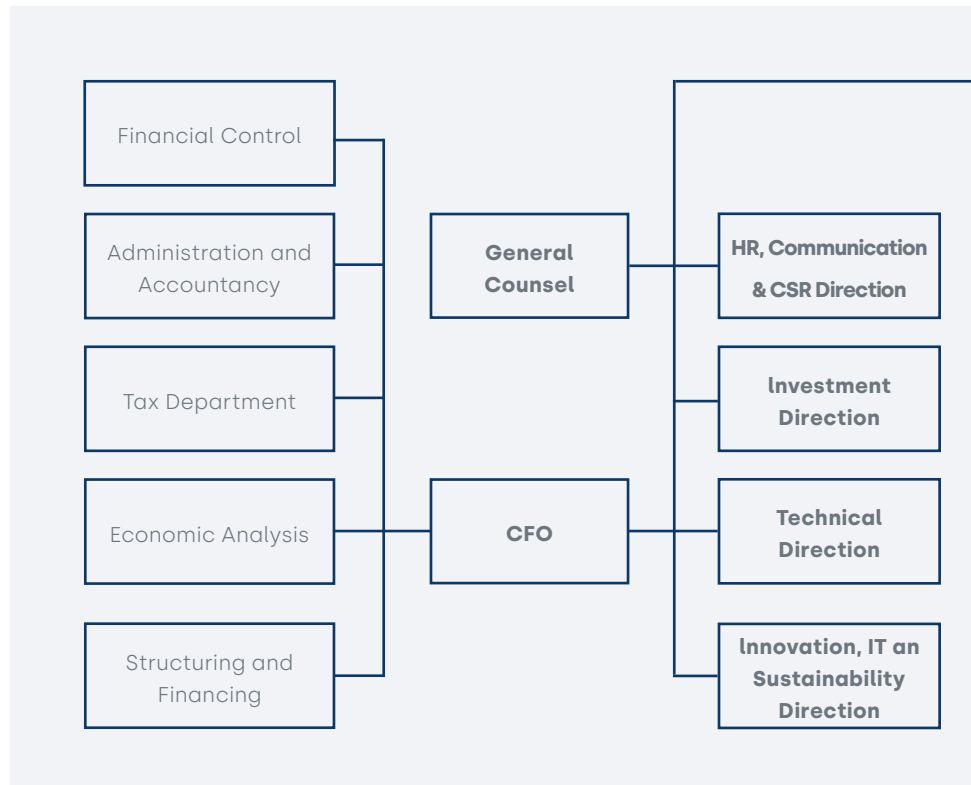 Financial Control
Administration and
Accountancy
Tax Department
Economic Analysis
Structuring and
Financing
General
Counsel
CFO
HR, Communication
& CSR Direction
Investment
Direction
Technical
Direction
Innovation, IT an
Sustainability
Direction